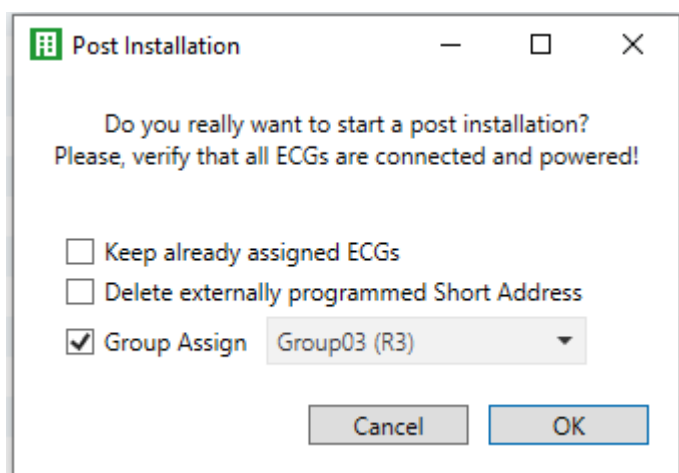 Post Installation
Do you really want to start a post installation?
Please, verify that all ECGs are connected and powered!
Keep already assigned ECGs
Delete externally programmed Short Address
Group Assign Group03 (R3)
Cancel OK